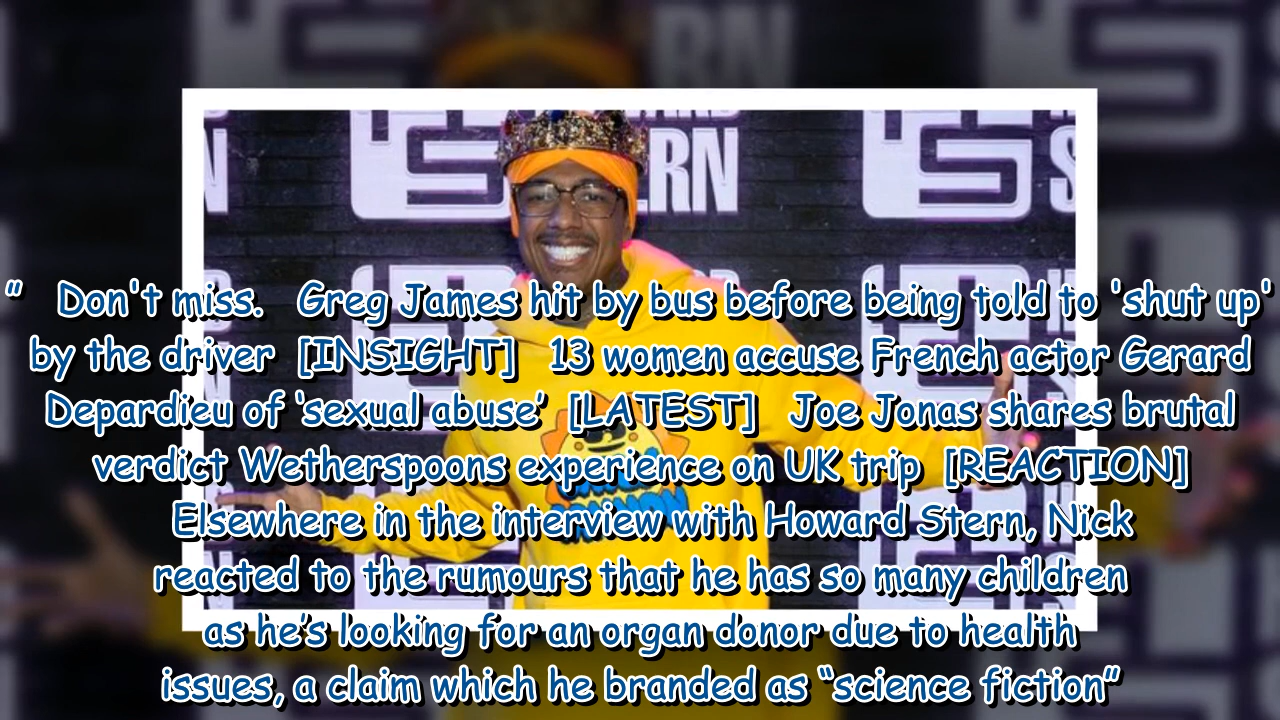 RN
STERN
S
” Don't miss. Greg James hit by bus before being told to 'shut up'
by the driver [INSIGHT] 13 women accuse French actor Gerard
Depardieu of ‘sexual abuse’ [LATEST] Joe Jonas shares brutal
verdict Wetherspoons experience on UK trip [REACTION]
Elsewhere in the interview with Howard Stern, Nick
reacted to the rumours that he has so many children
as he’s looking for an organ donor due to health
issues, a claim which he branded as “science fiction”